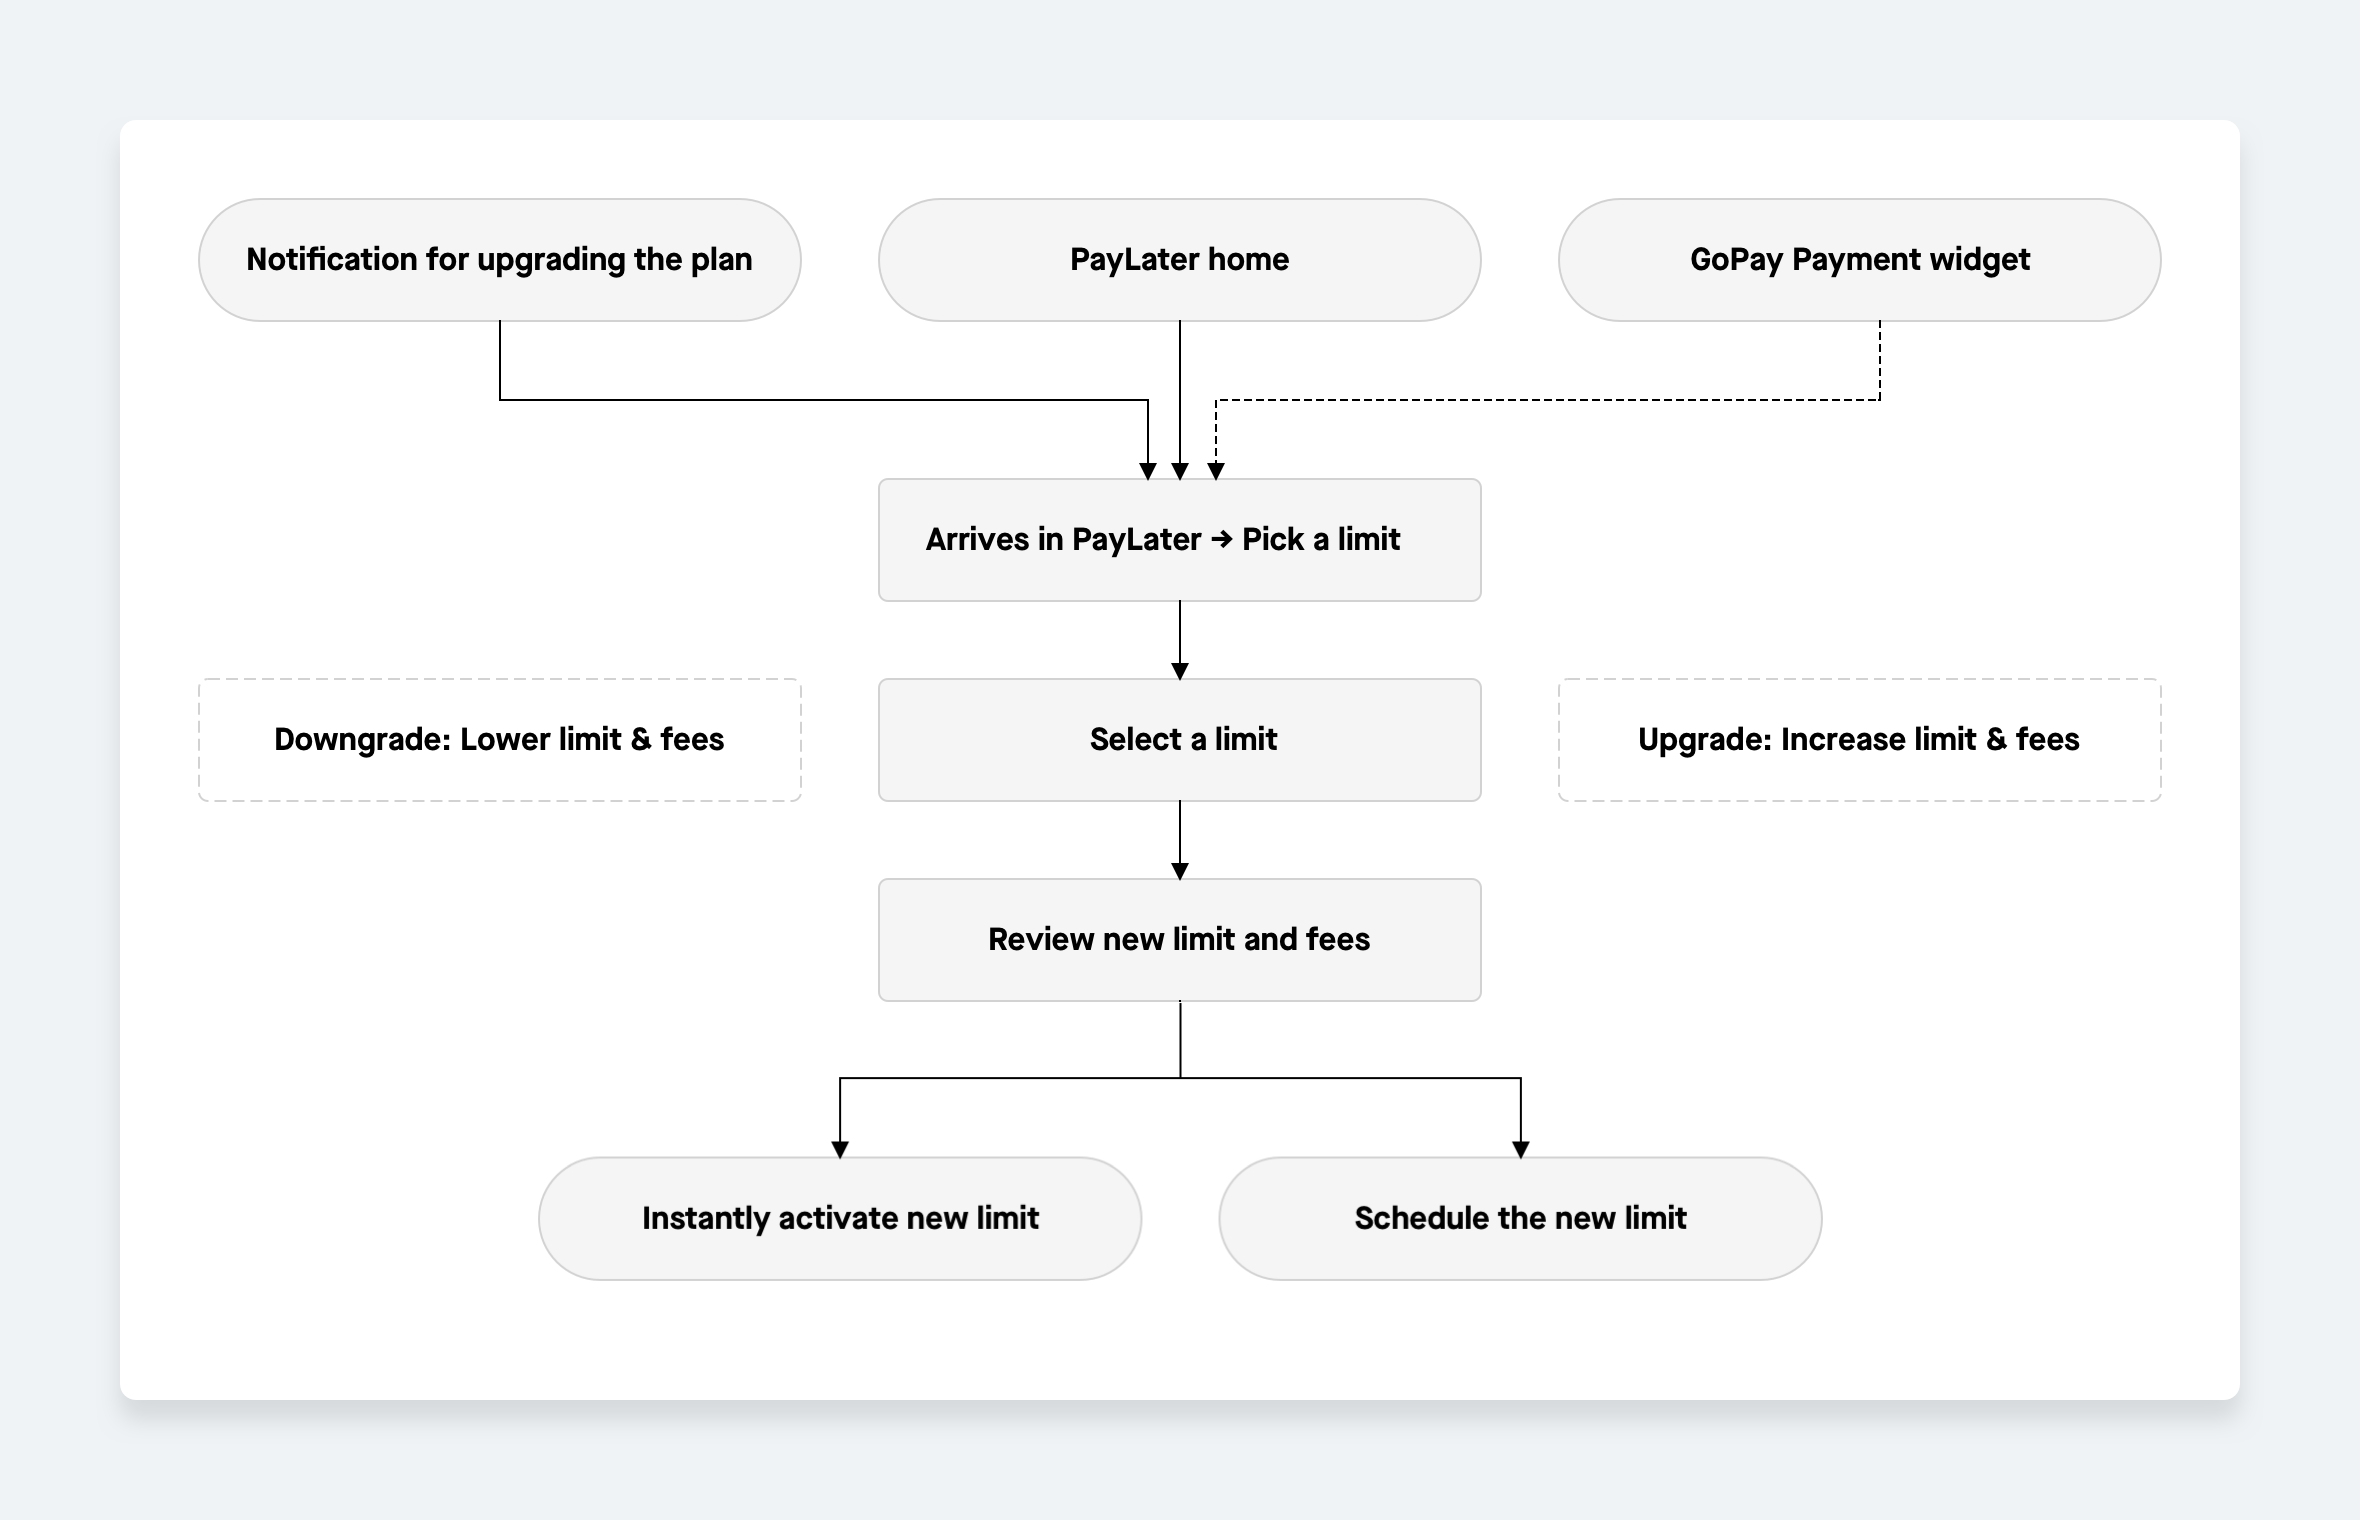 Notification for upgrading the plan
PayLater home
GoPay Payment widget
Arrives in PayLater → Pick a limit
Downgrade: Lower limit & fees
Select a limit
Upgrade: Increase limit & fees
Review new limit and fees
Instantly activate new limit
Schedule the new limit